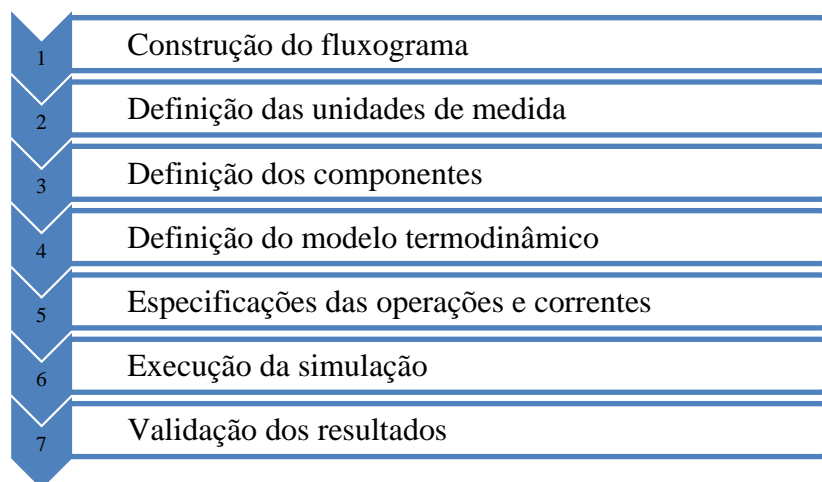 1 Construção do fluxograma
2 Definição das unidades de medida
3 Definição dos componentes
4 Definição do modelo termodinâmico
5 Especificações das operações e correntes
6 Execução da simulação
7 Validação dos resultados